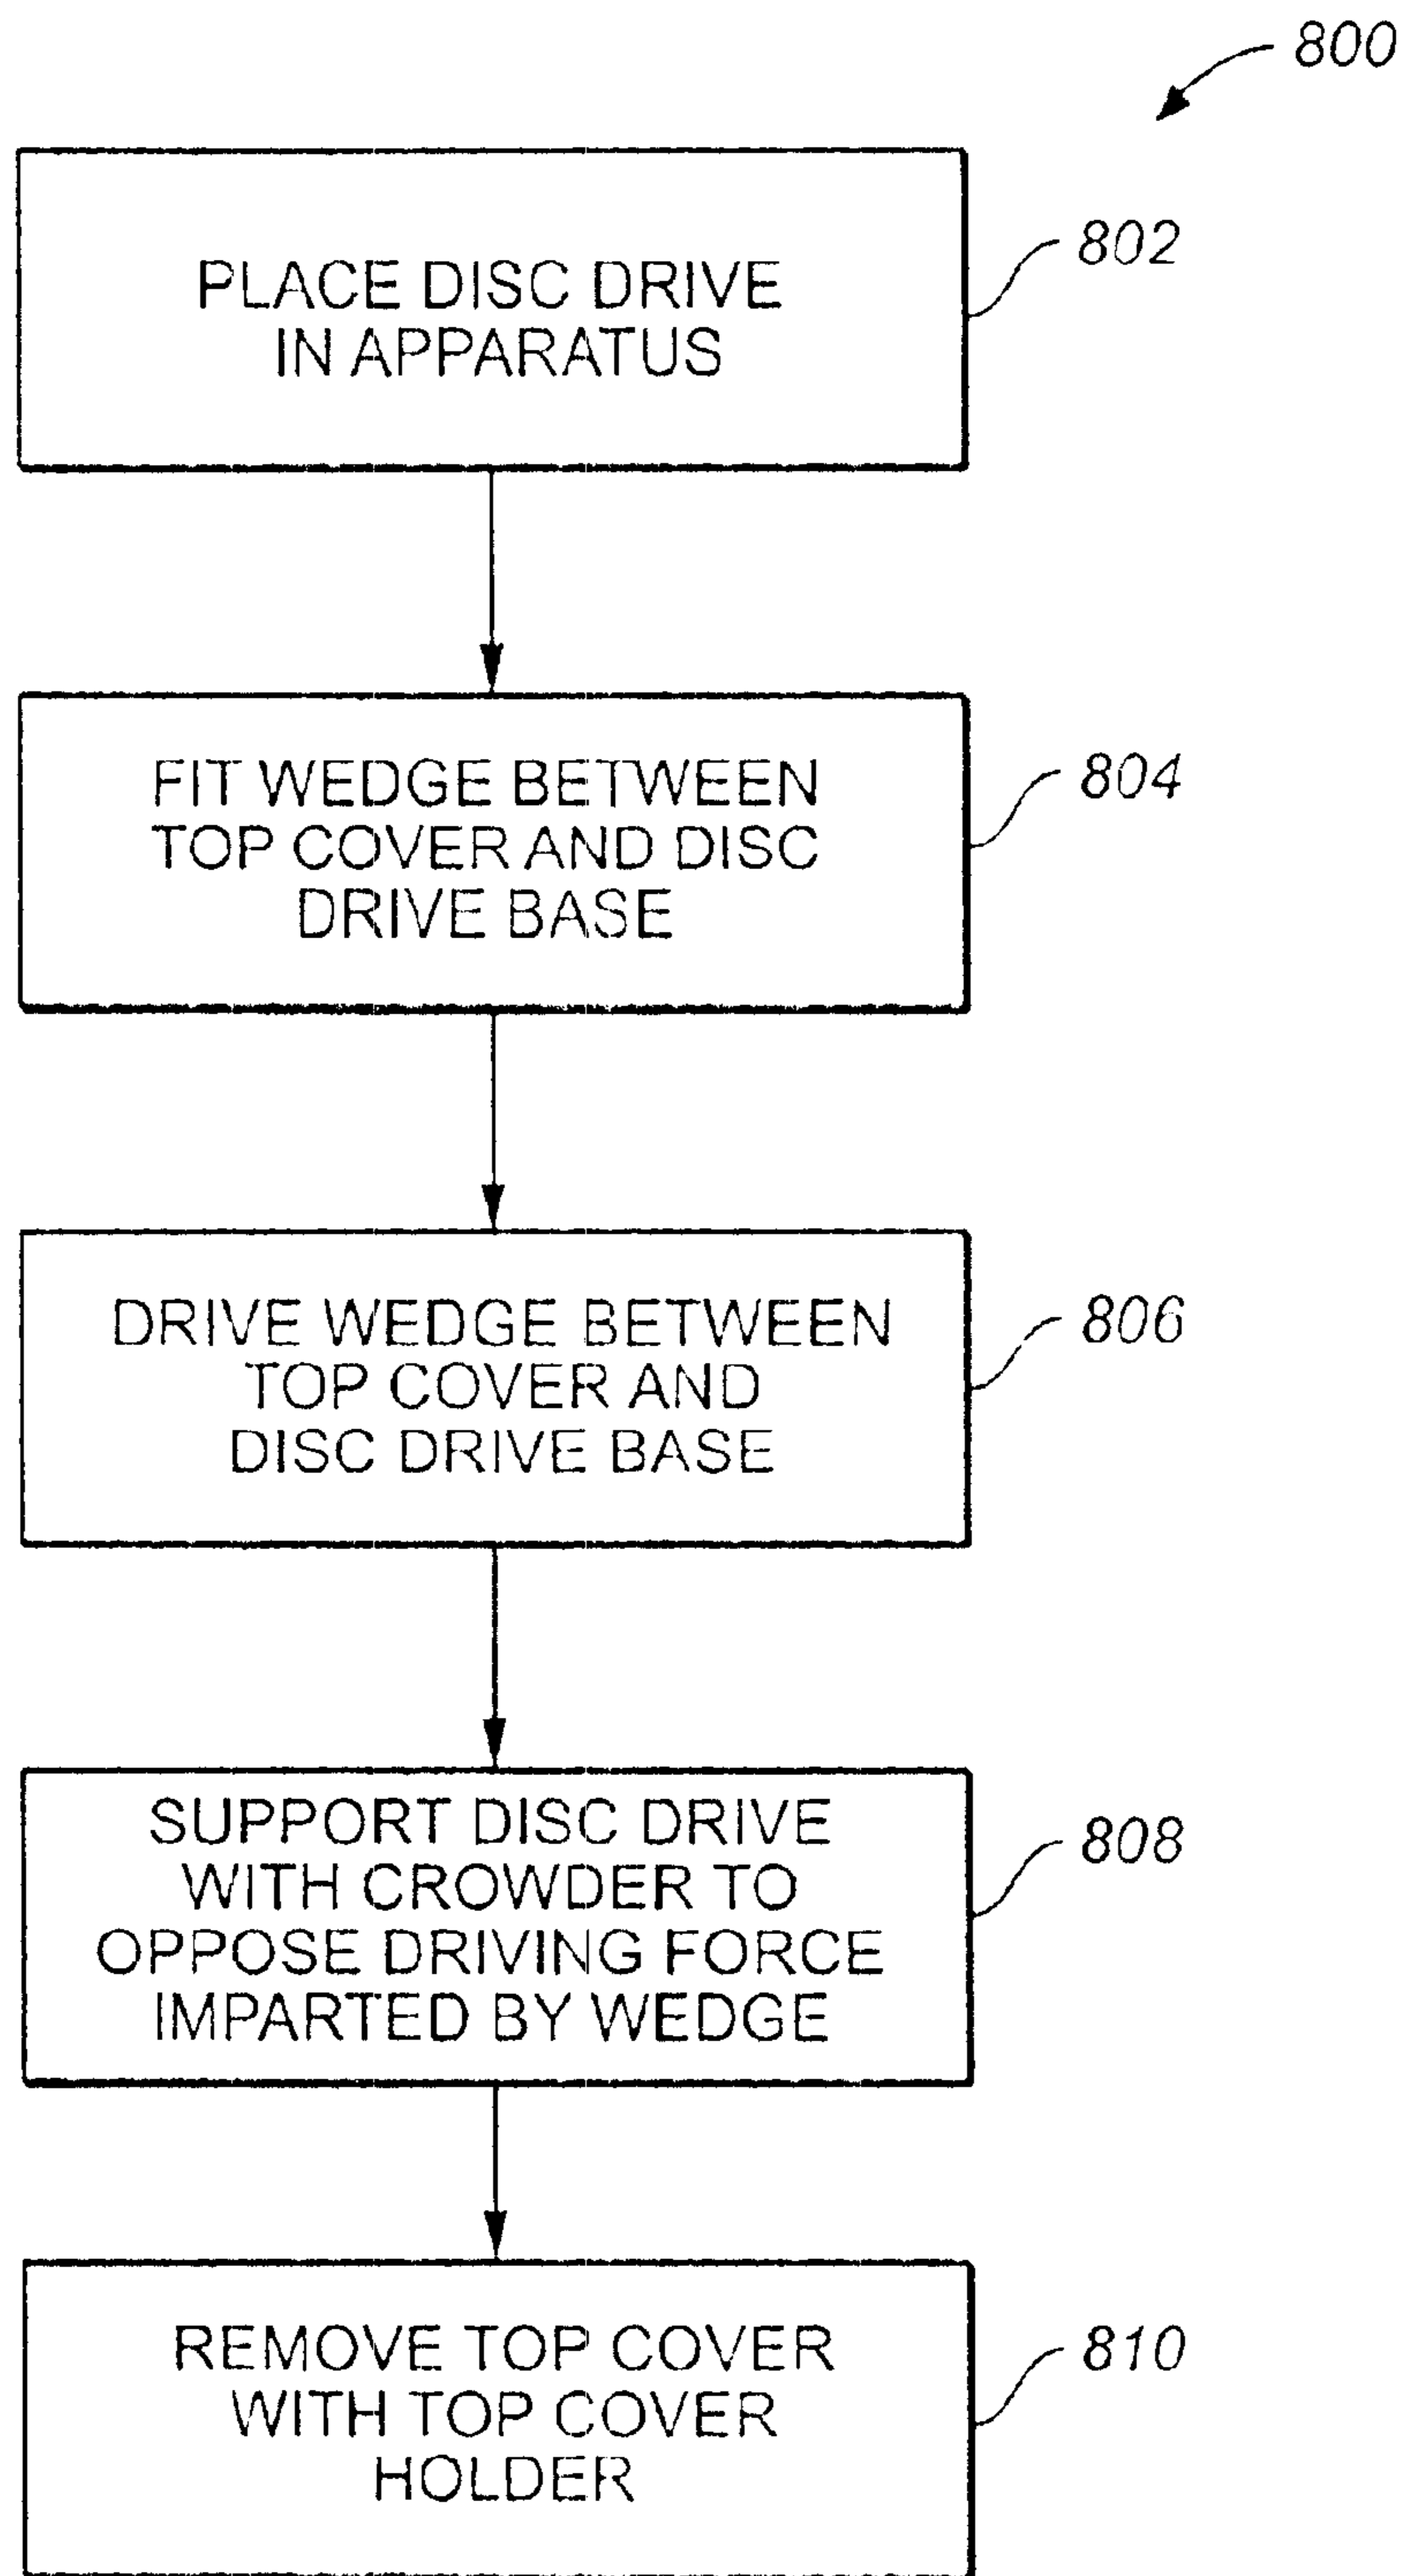 800
PLACE DISC DRIVE
IN APPARATUS
802
FIT WEDGE BETWEEN
TOP COVER AND DISC
DRIVE BASE
804
DRIVE WEDGE BETWEEN
TOP COVER AND
DISC DRIVE BASE
806
SUPPORT DISC DRIVE
WITH CROWDER TO
OPPOSE DRIVING FORCE
IMPARTED BY WEDGE
808
REMOVE TOP COVER
WITH TOP COVER
HOLDER
810